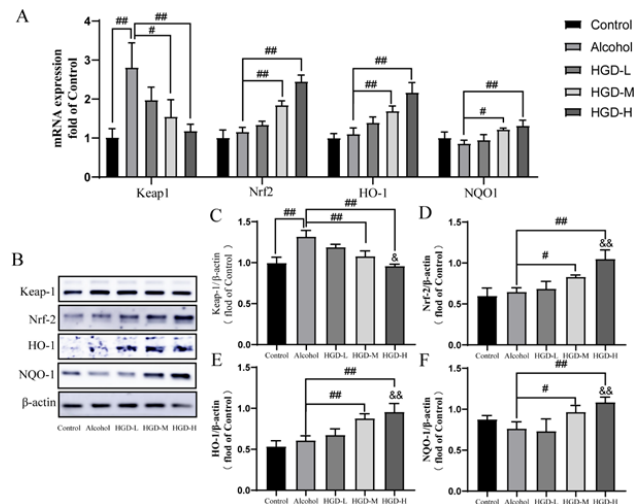 A
mRNA expression
fold of Control
4
3
2
1
0
## ## #
## ##
## ##
## #
Keap1 Nrf2 HO-1 NQO1
Control
Alcohol
HGD-L
HGD-M
HGD-H
B
Keap-1
Nrf-2
HO-1
NQO-1
β-actin
Control Alcohol HGD-L HGD-M HGD-H
C
Keap-1/β-actin
( flod of Control )
1.5
1.0
0.5
0.0
## ## ## &
Control Alcohol HGD-L HGD-M HGD-H
D
Nrf-2/β-actin
( flod of Control )
1.5
1.0
0.5
0.0
## # &&
Control Alcohol HGD-L HGD-M HGD-H
E
HO-1/β-actin
( flod of Control )
1.5
1.0
0.5
0.0
## ## &&
Control Alcohol HGD-L HGD-M HGD-H
F
NQO-1/β-actin
( flod of Control )
1.5
1.0
0.5
0.0
## # &&
Control Alcohol HGD-L HGD-M HGD-H